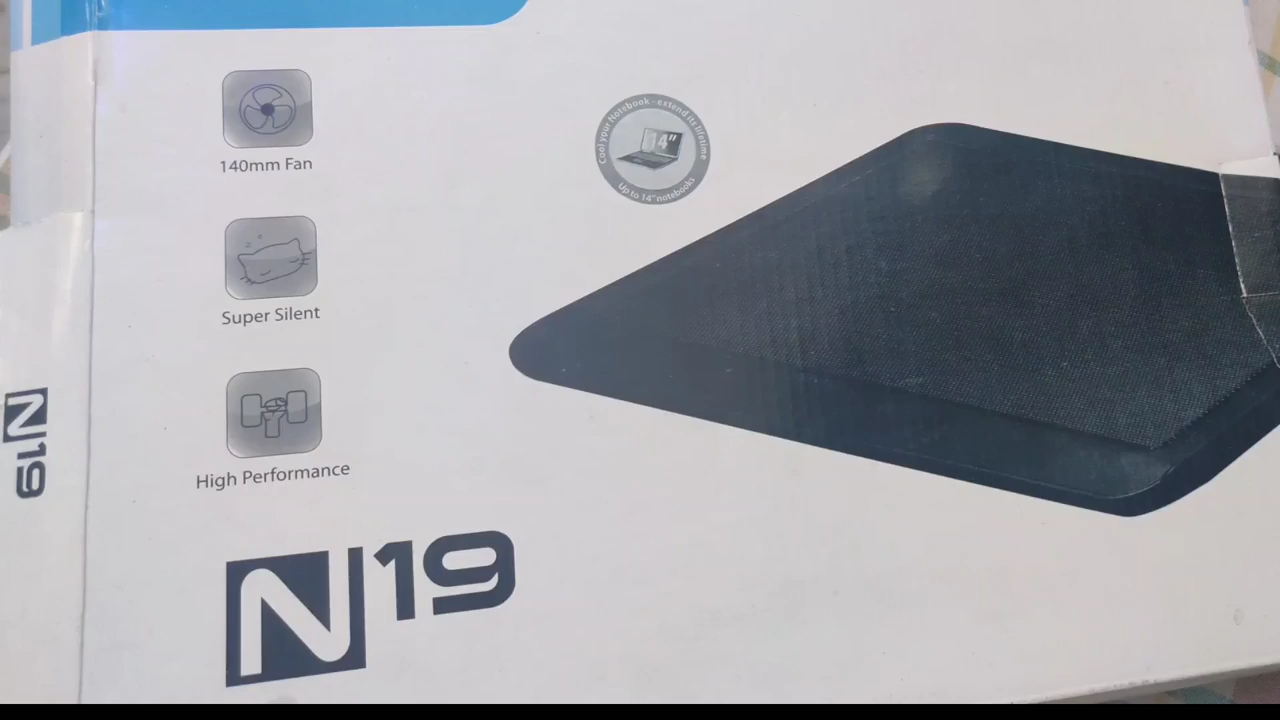 140mm Fan
Cool your Notebook - extend its lifetime
14"
Up to 14" notebooks
Super Silent
High Performance
N19
N19